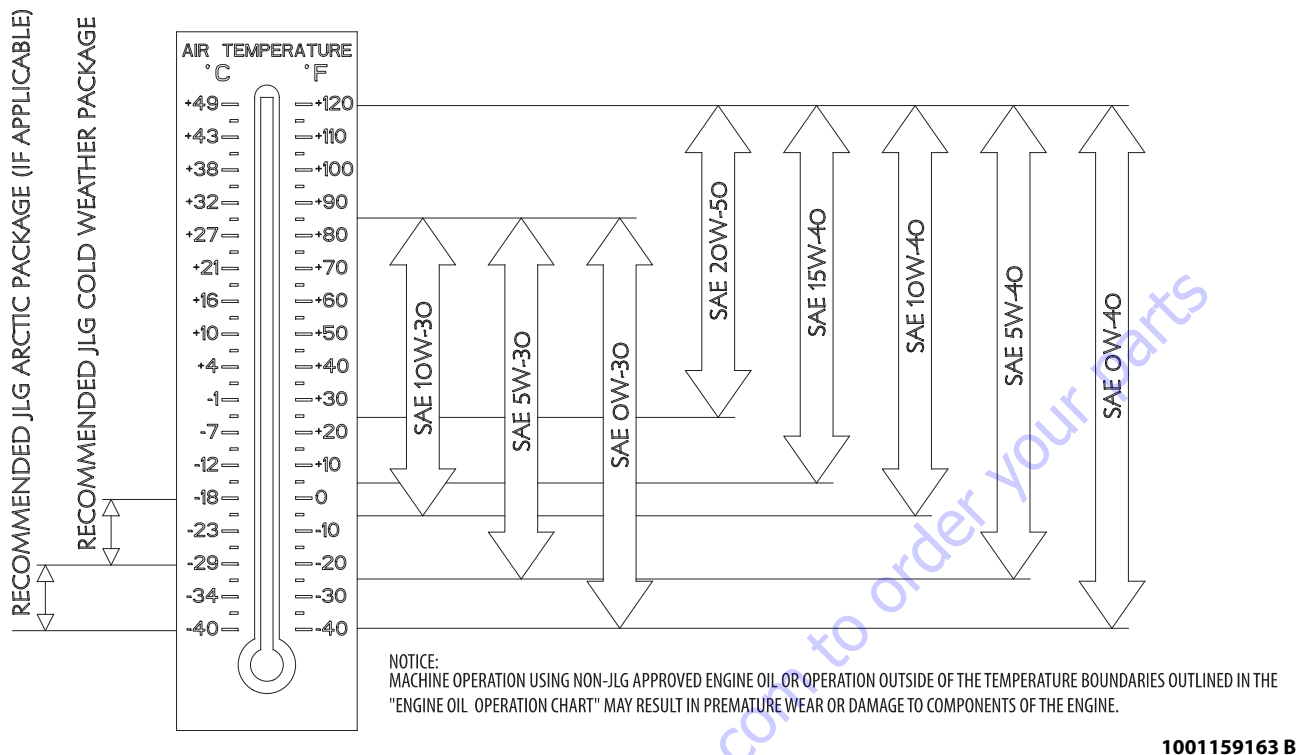 RECOMMENDED JLG ARCTIC PACKAGE (IF APPLICABLE)
RECOMMENDED JLG COLD WEATHER PACKAGE
AIR TEMPERATURE
°C °F
+49 +120
+43 +110
+38 +100
+32 +90
+27 +80
+21 +70
+16 +60
+10 +50
+4 +40
-1 +30
-7 +20
-12 +10
-18 0
-23 -10
-29 -20
-34 -30
-40 -40
SAE 10W-30
SAE 5W-30
SAE 0W-30
SAE 20W-50
SAE 15W-40
SAE 10W-40
SAE 5W-40
SAE 0W-40
com to order your parts
NOTICE:
MACHINE OPERATION USING NON-JLG APPROVED ENGINE OIL OR OPERATION OUTSIDE OF THE TEMPERATURE BOUNDARIES OUTLINED IN THE
"ENGINE OIL OPERATION CHART" MAY RESULT IN PREMATURE WEAR OR DAMAGE TO COMPONENTS OF THE ENGINE.
1001159163 B